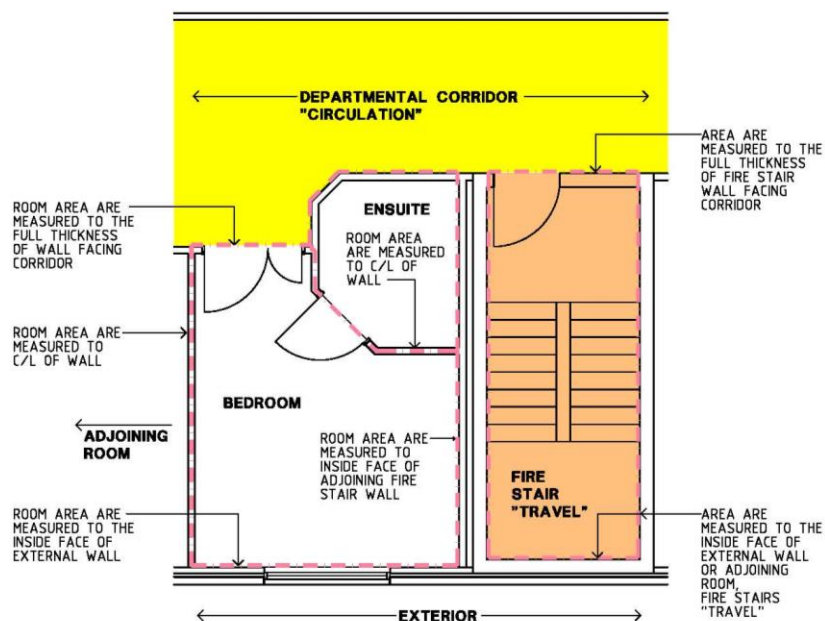 DEPARTMENTAL CORRIDOR
"CIRCULATION"
AREA ARE
MEASURED TO THE
FULL THICKNESS
OF FIRE STAIR
WALL FACING
CORRIDOR
ROOM AREA ARE
MEASURED TO THE
FULL THICKNESS
OF WALL FACING
CORRIDOR
ENSUITE
ROOM AREA
ARE MEASURED
TO C/L OF
WALL
ROOM AREA ARE
MEASURED TO
C/L OF WALL
BEDROOM
ADJOINING
ROOM
ROOM AREA ARE
MEASURED TO
INSIDE FACE OF
ADJOINING FIRE
STAIR WALL
FIRE
STAIR
"TRAVEL"
ROOM AREA ARE
MEASURED TO THE
INSIDE FACE OF
EXTERNAL WALL
AREA ARE
MEASURED TO THE
INSIDE FACE OF
EXTERNAL WALL
OR ADJOINING
ROOM,
FIRE STAIRS
"TRAVEL"
EXTERIOR